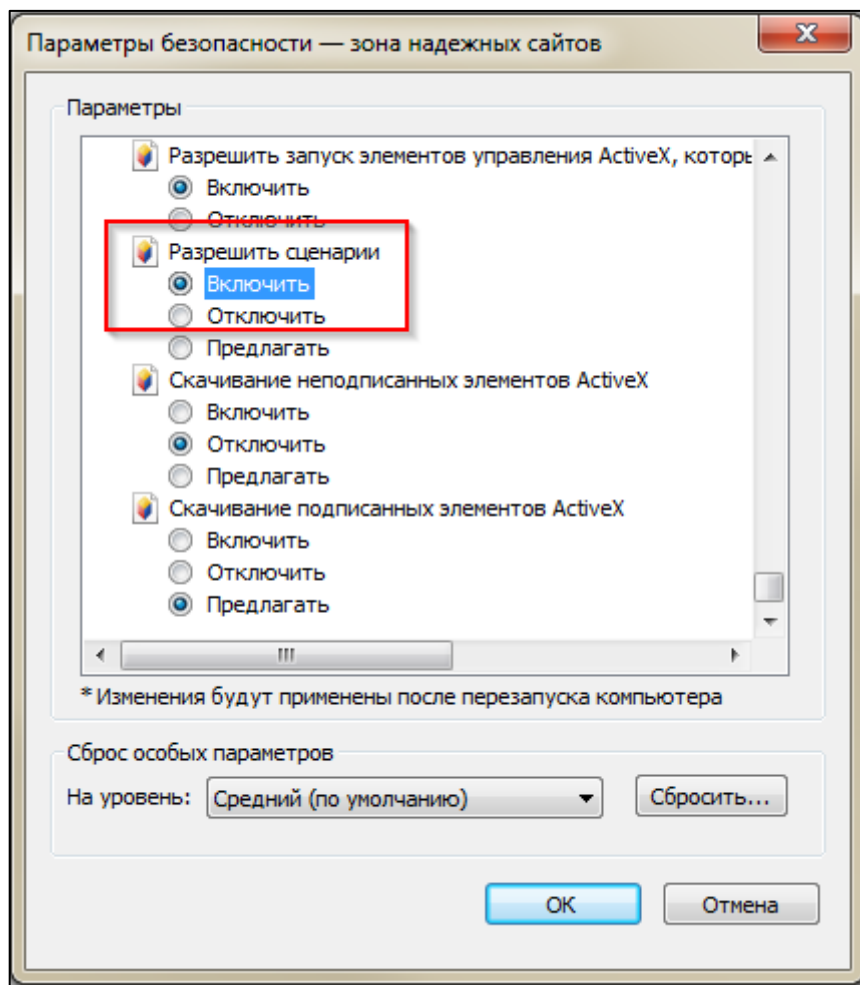 Параметры безопасности — зона надежных сайтов
Параметры
Разрешить запуск элементов управления ActiveX, которы
Включить
Отключить
Разрешить сценарии
Включить
Отключить
Предлагать
Скачивание неподписанных элементов ActiveX
Включить
Отключить
Предлагать
Скачивание подписанных элементов ActiveX
Включить
Отключить
Предлагать
* Изменения будут применены после перезапуска компьютера
Сброс особых параметров
На уровень: Средний (по умолчанию) Сбросить...
ОК Отмена